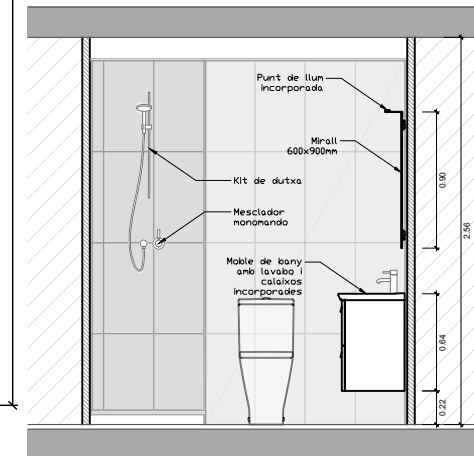 Punt de llum
incorporada
Mirall
600x900mm
Kit de dutxa
Mesclador
monomando
Moble de bany
amb lavabo i
calaixos
incorporades
0.90
2.56
0.64
0.22